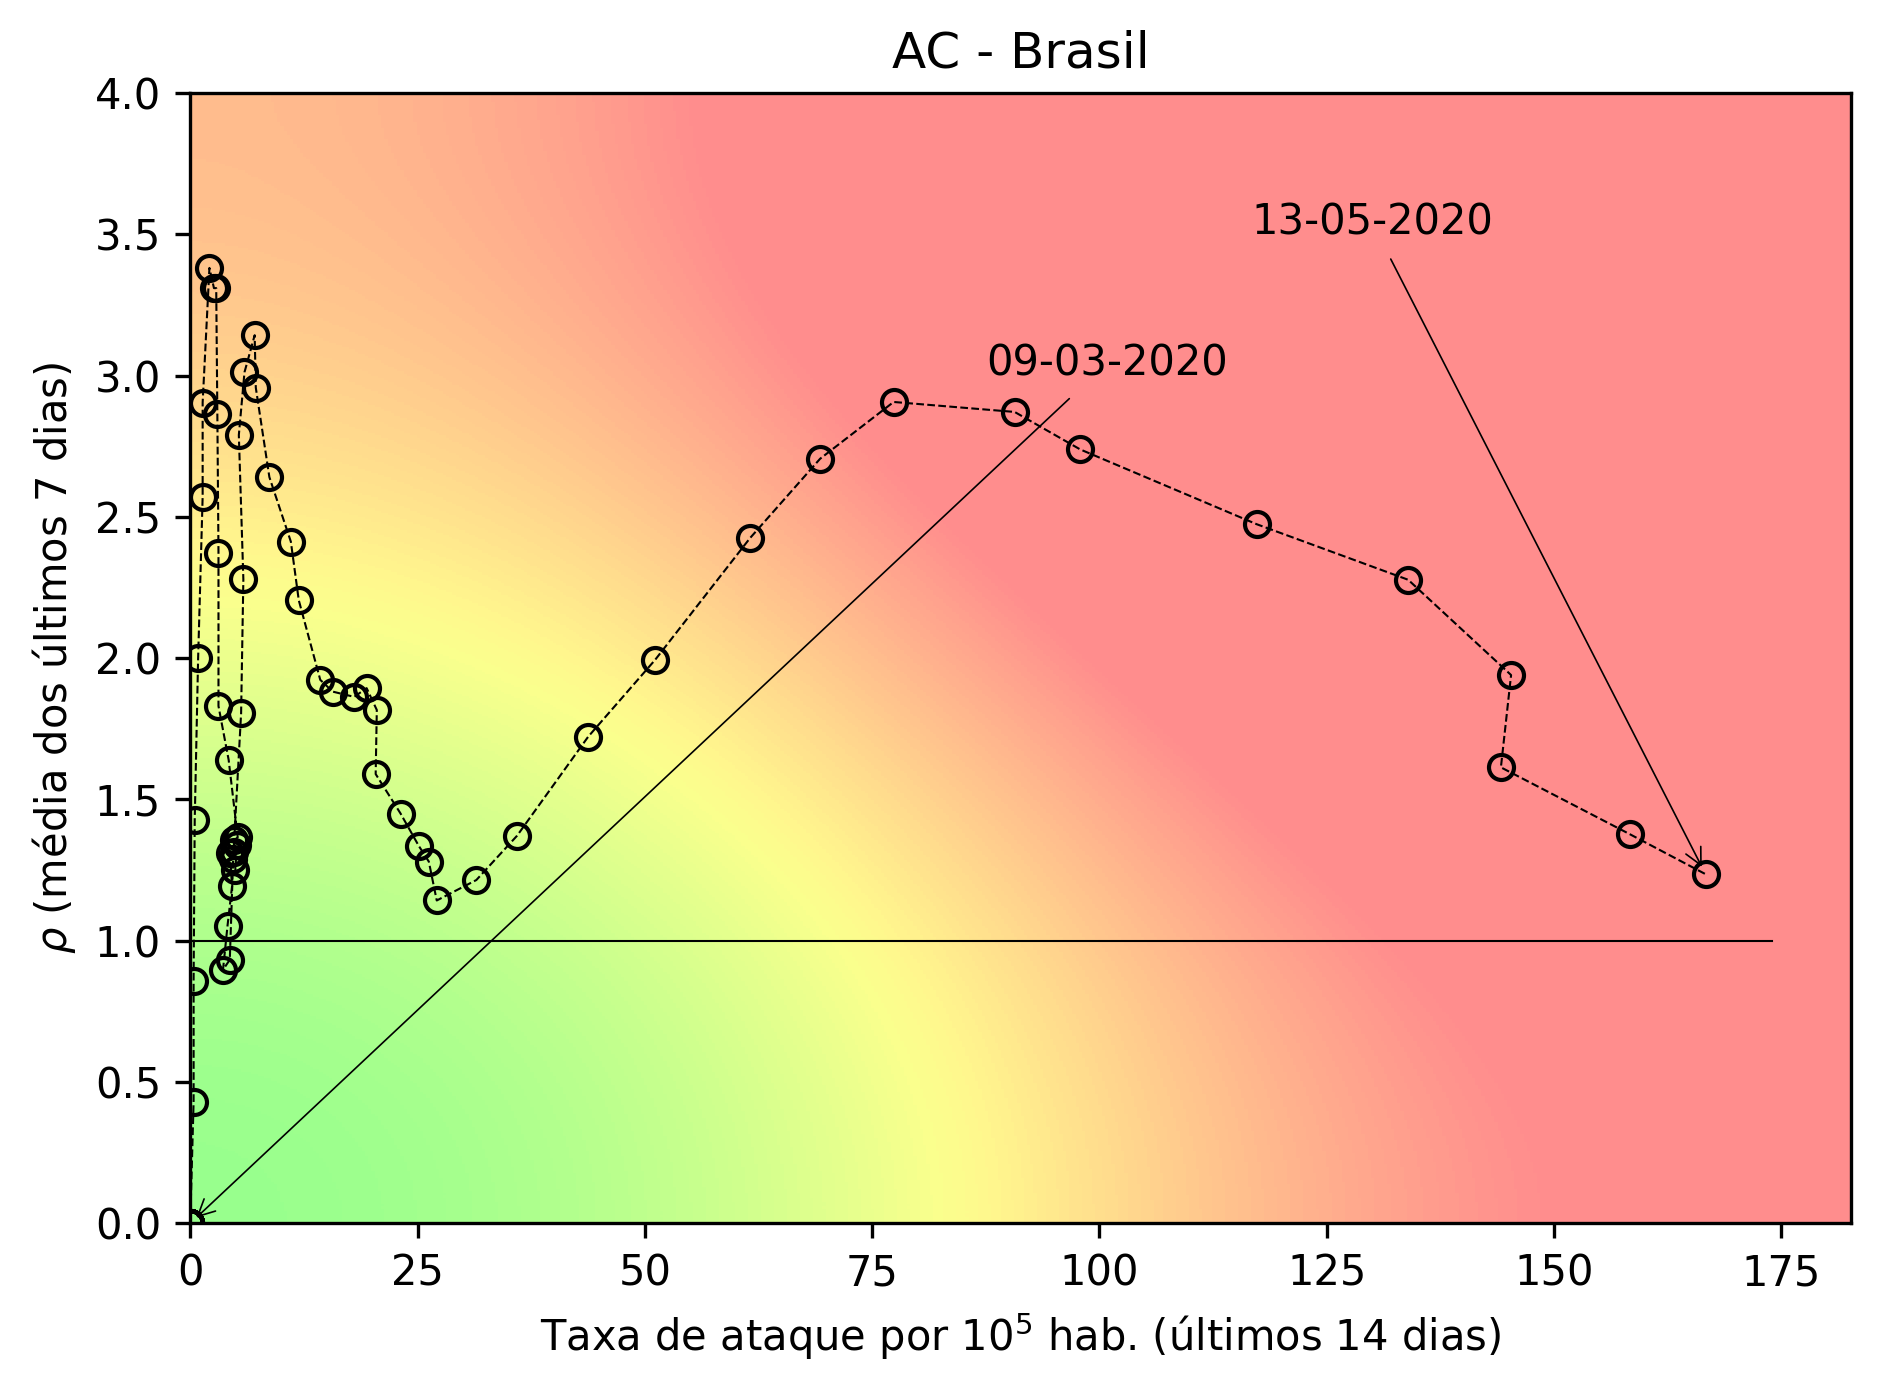 AC - Brasil
4.0
3.5
3.0
2.5
2.0
1.5
1.0
0.5
0.0
ρ (média dos últimos 7 dias)
13-05-2020
09-03-2020
0 25 50 75 100 125 150 175
Taxa de ataque por 10⁵ hab. (últimos 14 dias)